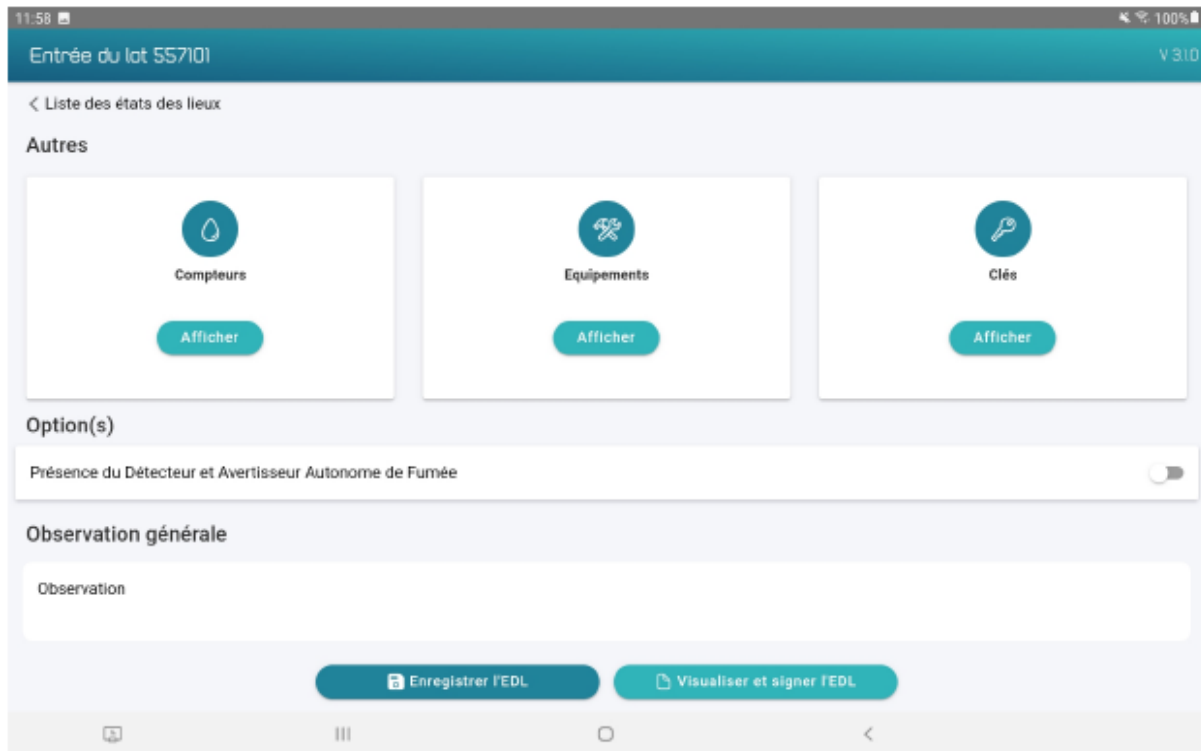 11:58 100%
Entrée du lot 557101 V 3.1.0
Liste des états des lieux
Autres
Compteurs Equipements Clés
Afficher Afficher Afficher
Option(s)
Présence du Détecteur et Avertisseur Autonome de Fumée
Observation générale
Observation
Enregistrer l'EDL Visualiser et signer l'EDL